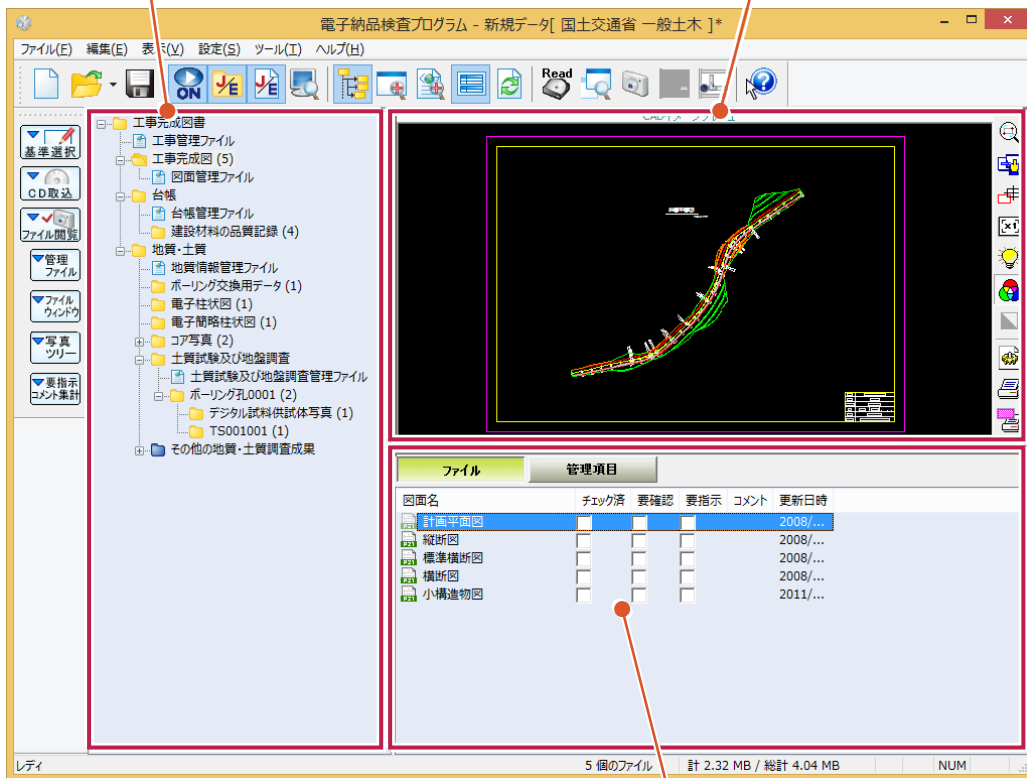 電子納品検査プログラム - 新規データ[ 国土交通省 一般土木 ]*
ファイル(F) 編集(E) 表示(V) 設定(S) ツール(T) ヘルプ(H)
ON J/E J/E Read
基準選択
CD取込
ファイル閲覧
管理
ファイル
ファイル
ウィンドウ
写真
ツリー
要指示
コメント集計
工事完成図書
工事管理ファイル
工事完成図 (5)
図面管理ファイル
台帳
台帳管理ファイル
建設材料の品質記録 (4)
地質・土質
地質情報管理ファイル
ボーリング交換用データ (1)
電子柱状図 (1)
電子簡略柱状図 (1)
コア写真 (2)
土質試験及び地盤調査
土質試験及び地盤調査管理ファイル
ボーリング孔0001 (2)
デジタル試料供試体写真 (1)
TS001001 (1)
その他の地質・土質調査成果
ファイル 管理項目
図面名 チェック済 要確認 要指示 コメント 更新日時
計画平面図 2008/...
縦断図 2008/...
標準横断図 2008/...
横断図 2008/...
小構造物図 2011/...
レディ 5 個のファイル 計 2.32 MB / 総計 4.04 MB NUM